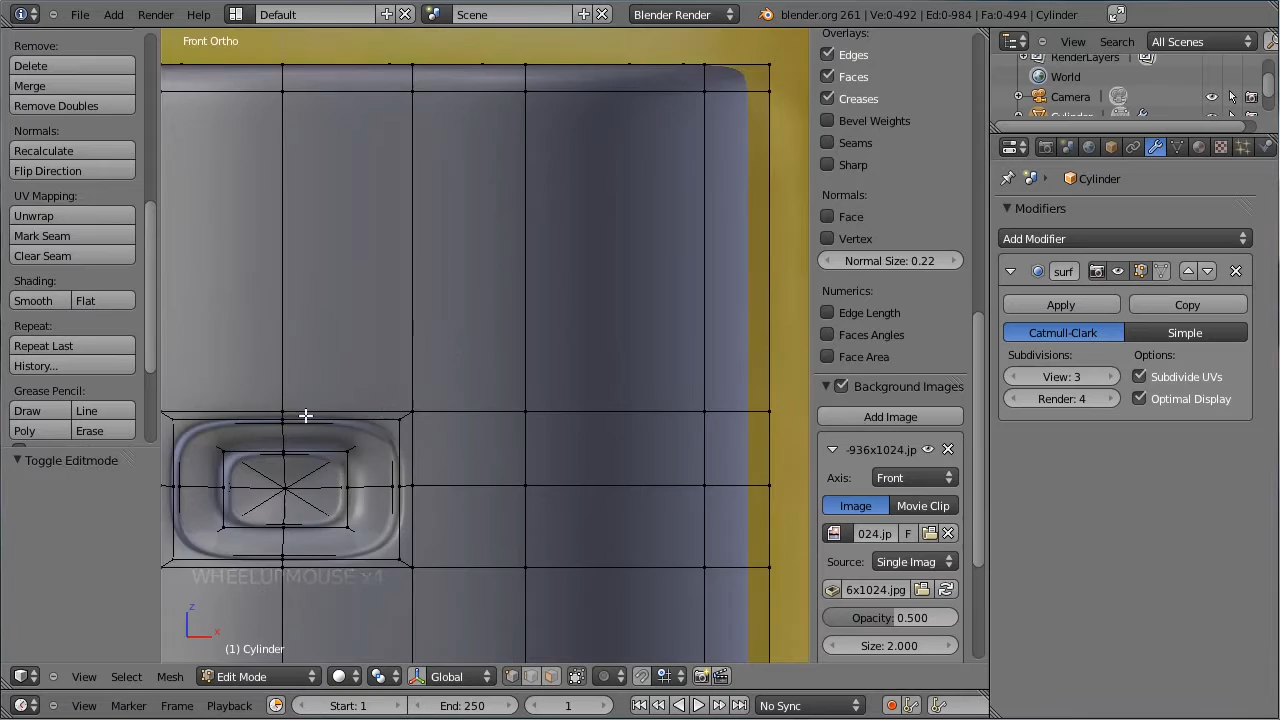 File Add Render Help Default Scene Blender Render blender.org 261 | Ve:0-492 | Ed:0-984 | Fa:0-494 | Cylinder
Remove:
Delete
Merge
Remove Doubles
Normals:
Recalculate
Flip Direction
UV Mapping:
Unwrap
Mark Seam
Clear Seam
Shading:
Smooth Flat
Repeat:
Repeat Last
History...
Grease Pencil:
Draw Line
Poly Erase
Toggle Editmode
Front Ortho
WHEELUPMOUSE x4
z
x
(1) Cylinder
Overlays:
Edges
Faces
Creases
Bevel Weights
Seams
Sharp
Normals:
Face
Vertex
Normal Size: 0.22
Numerics:
Edge Length
Faces Angles
Face Area
Background Images
Add Image
-936x1024.jp
Axis: Front
Image Movie Clip
024.jp F
Source: Single Imag
6x1024.jpg
Opacity: 0.500
Size: 2.000
View Search All Scenes
RenderLayers
World
Camera
Cylinder
Cylinder
Modifiers
Add Modifier
surf
Apply Copy
Catmull-Clark Simple
Subdivisions: Options:
View: 3 Subdivide UVs
Render: 4 Optimal Display
View Select Mesh Edit Mode Global
View Marker Frame Playback Start: 1 End: 250 1 No Sync